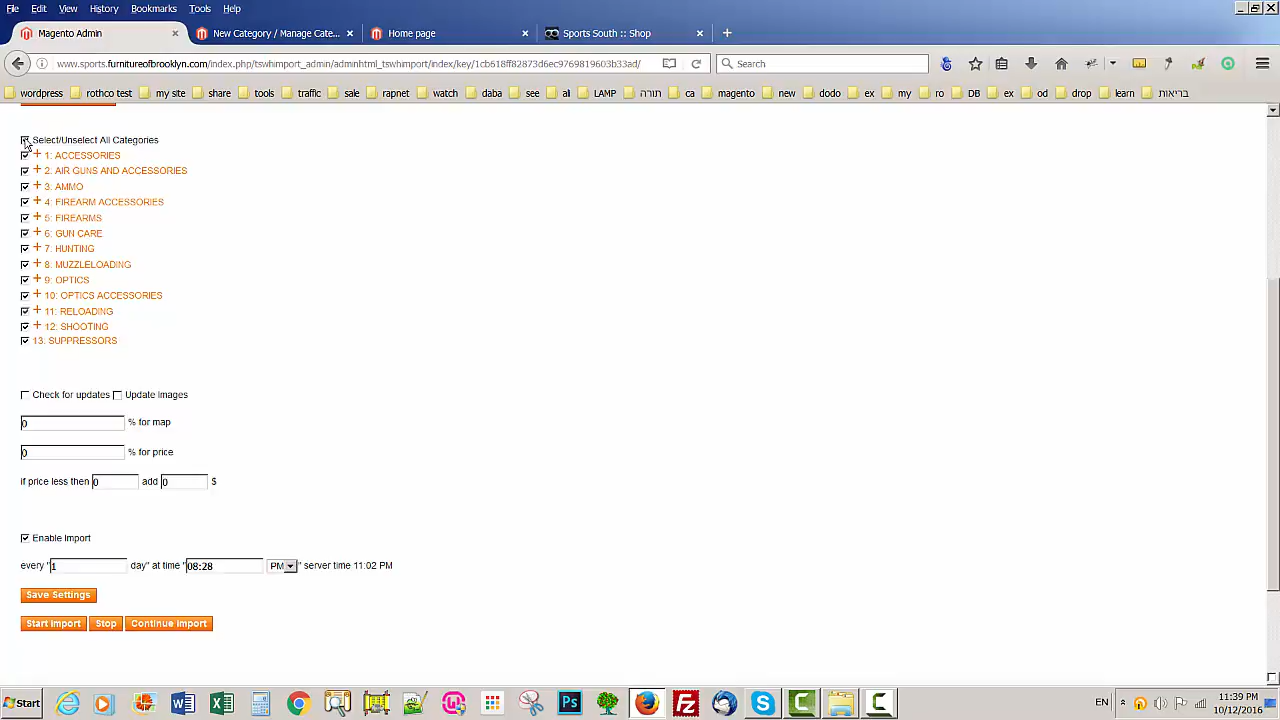 File Edit View History Bookmarks Tools Help
Magento Admin × New Category / Manage Cate... × Home page × Sports South :: Shop × +
www.sports.furnitureofbrooklyn.com/index.php/tswhimport_admin/adminhtml_tswhimport/index/key/1cb618ff82873d6ec9769819603b33ad/ Search
wordpress rothco test my site share tools traffic sale rapnet watch daba see ali LAMP תורה ca magento new dodo ex my ro DB ex od drop learn בריאות
Select/Unselect All Categories
1: ACCESSORIES
2: AIR GUNS AND ACCESSORIES
3: AMMO
4: FIREARM ACCESSORIES
5: FIREARMS
6: GUN CARE
7: HUNTING
8: MUZZLELOADING
9: OPTICS
10: OPTICS ACCESSORIES
11: RELOADING
12: SHOOTING
13. SUPPRESSORS
Check for updates Update images
0 % for map
0 % for price
if price less then 0 add 0 $
Enable import
every "1 day" at time "08:28 PM" server time 11:02 PM
Save Settings
Start import Stop Continue import
Start W X Ps Fz S C C EN 11:39 PM
10/12/2016